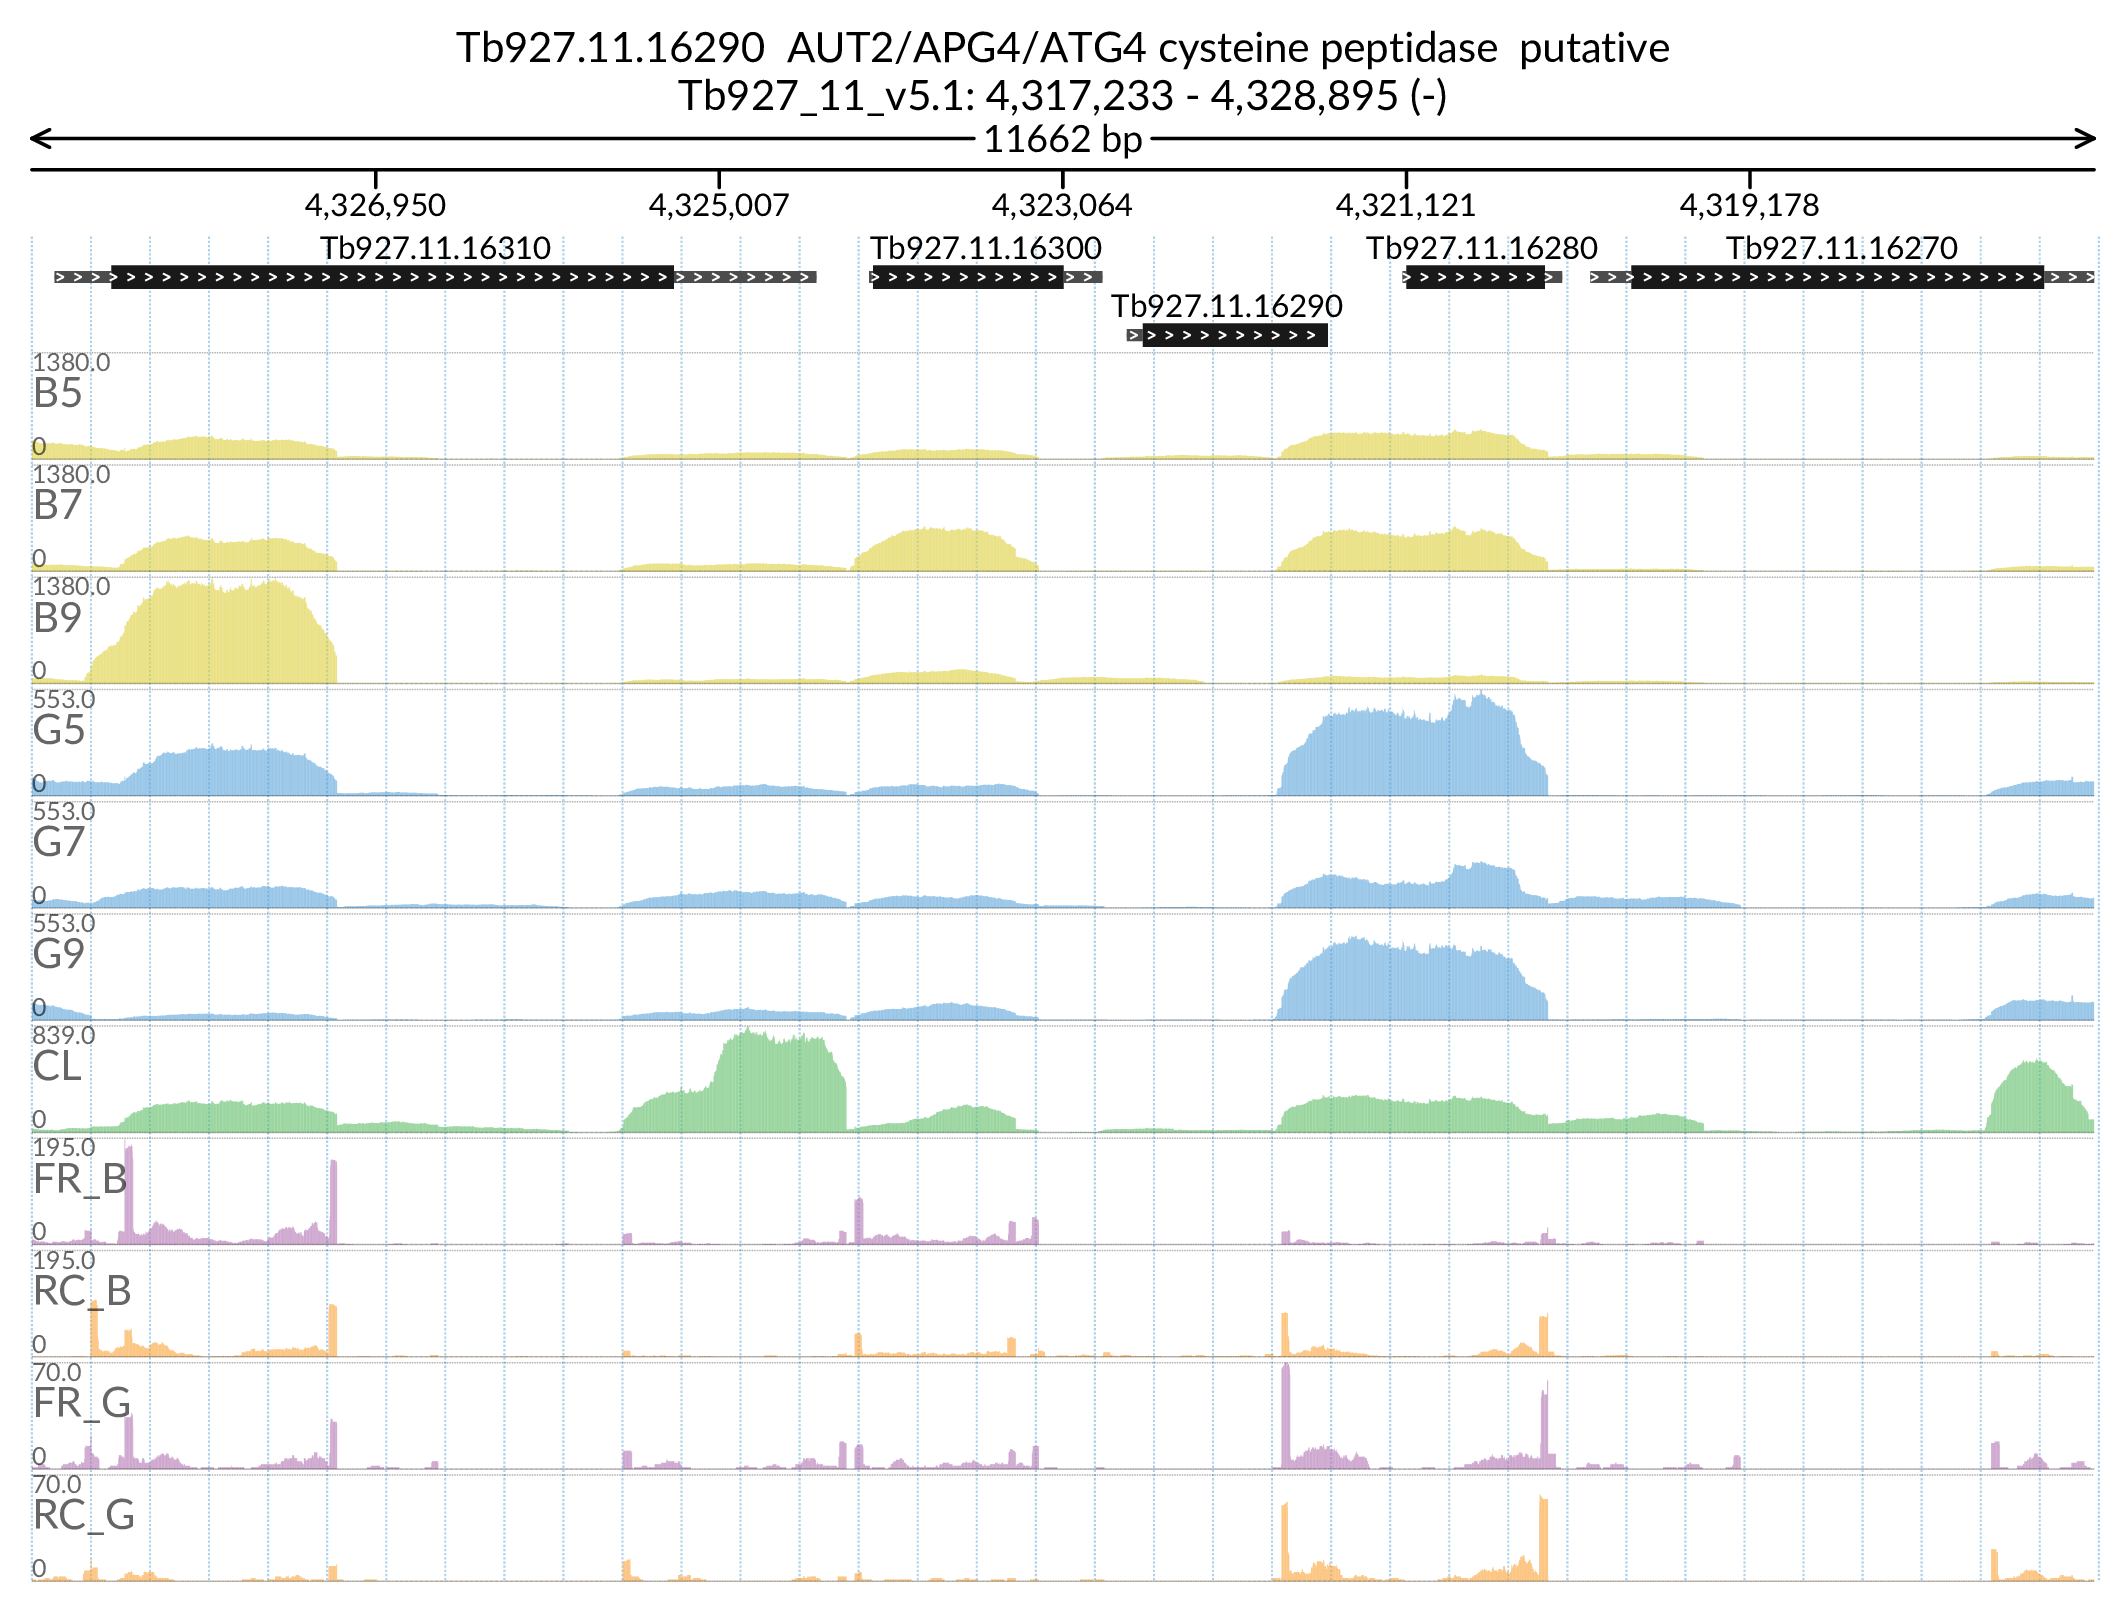 Tb927.11.16290 AUT2/APG4/ATG4 cysteine peptidase putative
Tb927_11_v5.1: 4,317,233 - 4,328,895 (-)
11662 bp
4,326,950 4,325,007 4,323,064 4,321,121 4,319,178
Tb927.11.16310 Tb927.11.16300 Tb927.11.16280 Tb927.11.16270
Tb927.11.16290
1380.0
B5
0
1380.0
B7
0
1380.0
B9
0
553.0
G5
0
553.0
G7
0
553.0
G9
0
839.0
CL
0
195.0
FR_B
0
195.0
RC_B
0
70.0
FR_G
0
70.0
RC_G
0